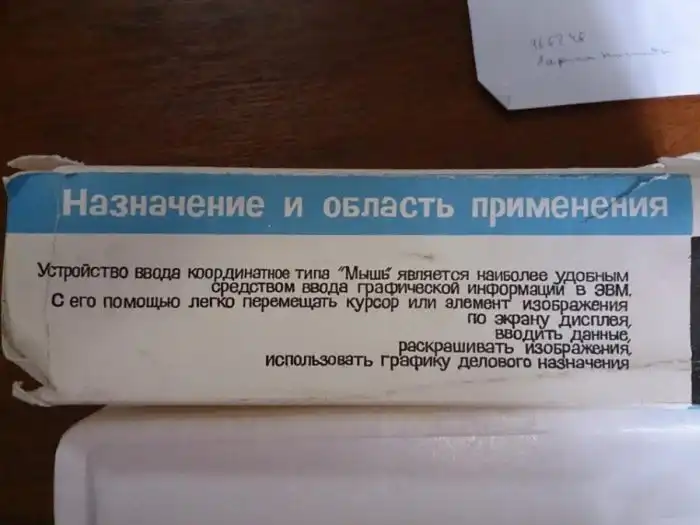 966746
Назначение и область применения
Устройство ввода координатное типа "Мышь" является наиболее удобным
средством ввода графической информации в ЭВМ.
С его помощью легко перемещать курсор или элемент изображения
по экрану дисплея,
вводить данные,
раскрашивать изображения,
использовать графику делового назначения